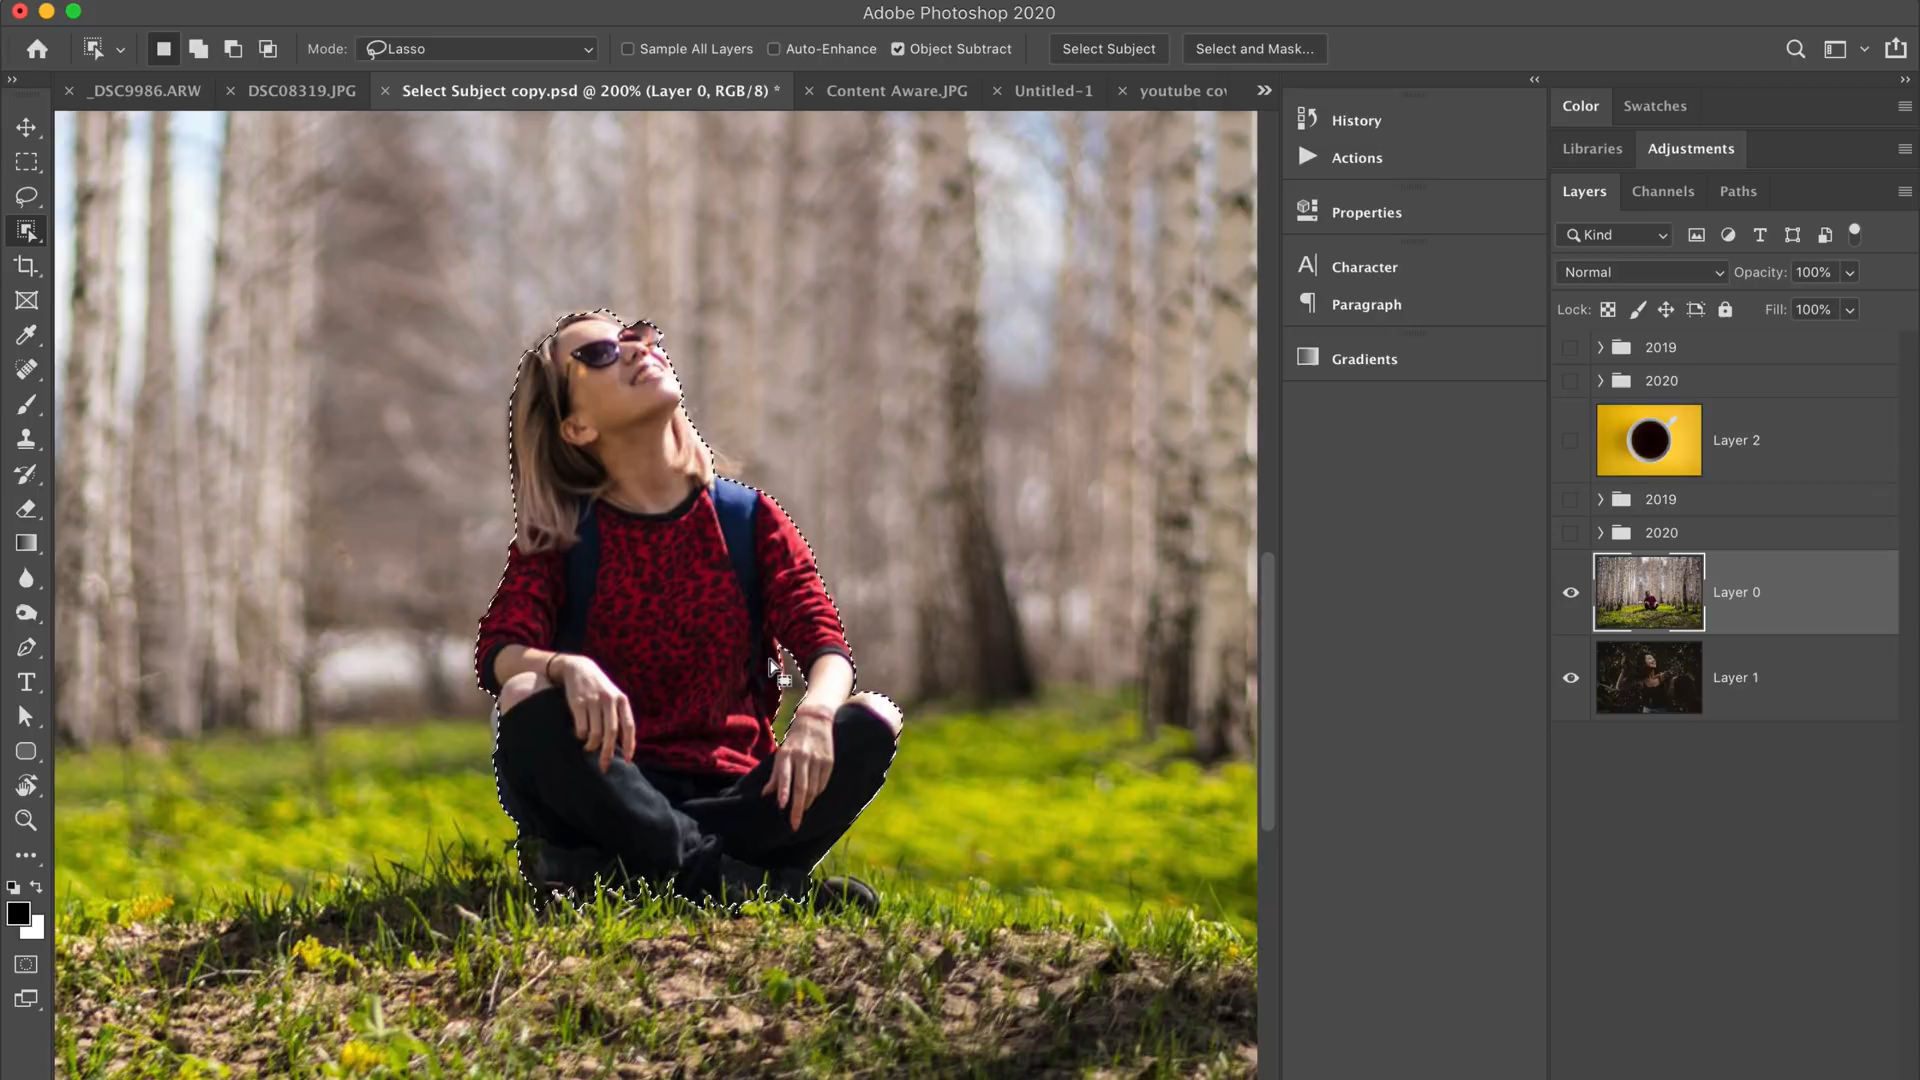 Adobe Photoshop 2020
Mode: Lasso Sample All Layers Auto-Enhance Object Subtract Select Subject Select and Mask...
_DSC9986.ARW DSC08319.JPG Select Subject copy.psd @ 200% (Layer 0, RGB/8) * Content Aware.JPG Untitled-1 youtube cov
History
Actions
Properties
Character
Paragraph
Gradients
Color Swatches
Libraries Adjustments
Layers Channels Paths
Kind
Normal Opacity: 100%
Lock: Fill: 100%
2019
2020
Layer 2
2019
2020
Layer 0
Layer 1